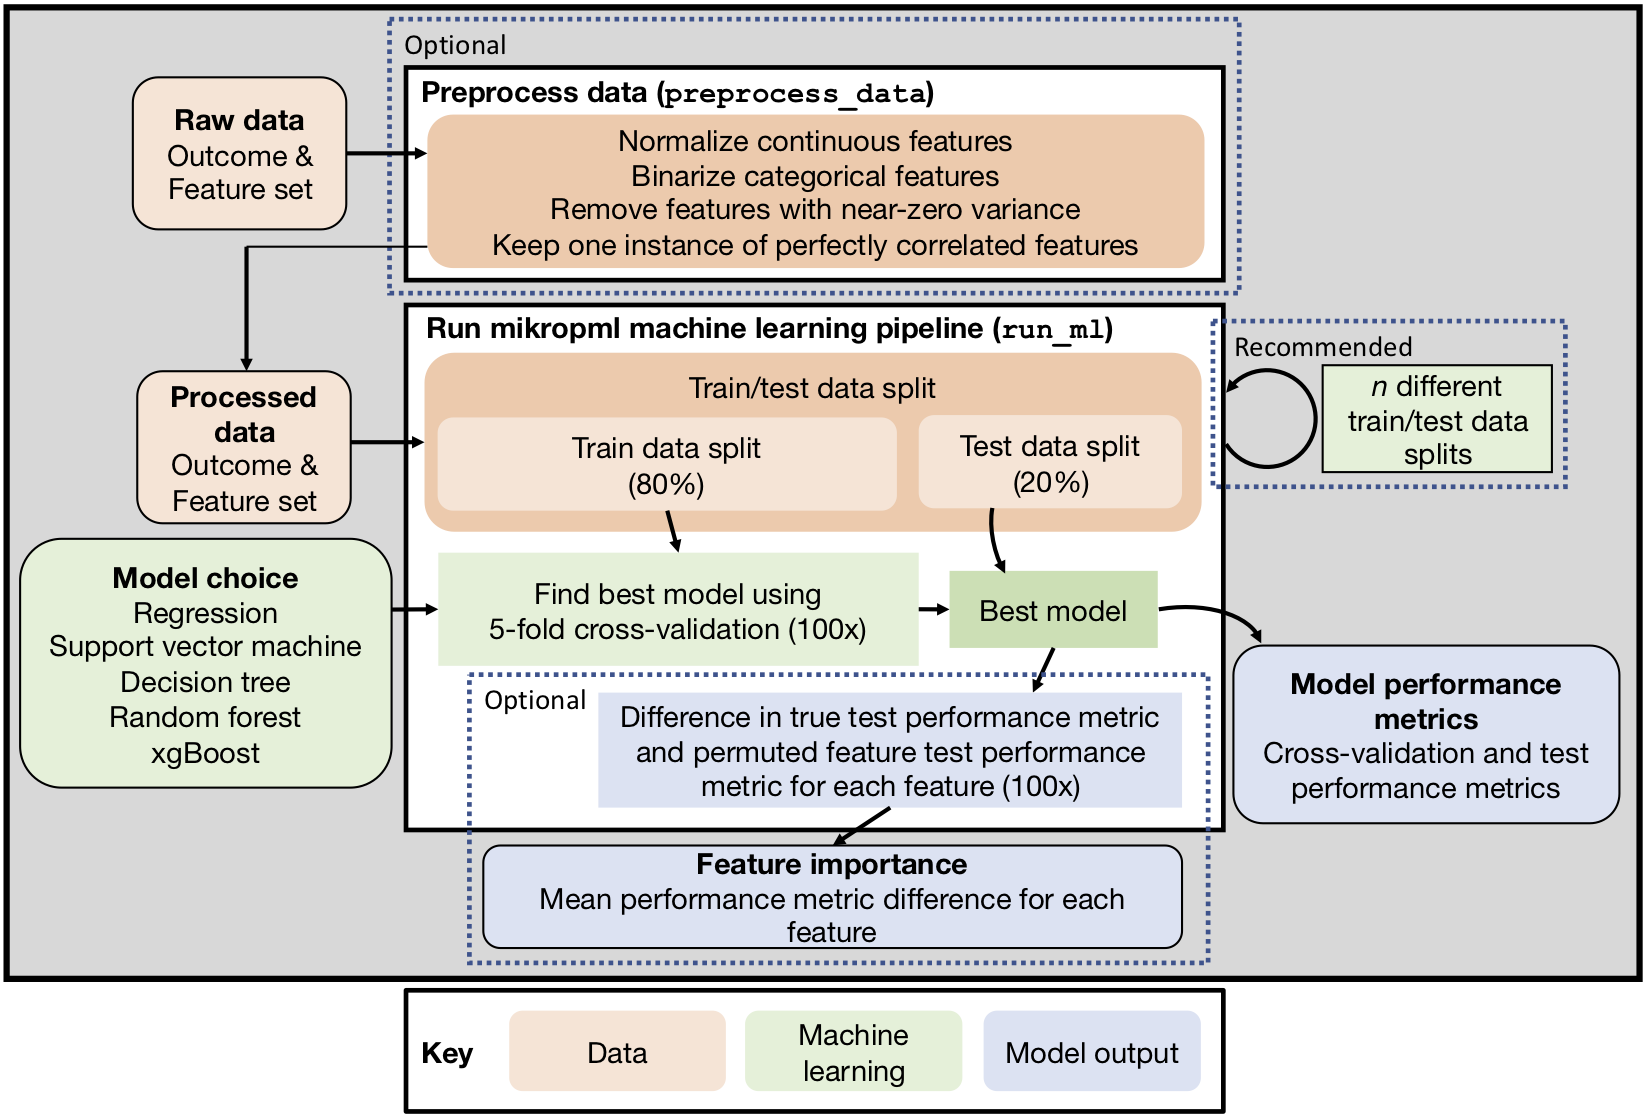 Optional
Preprocess data (preprocess_data)
Raw data
Outcome &
Feature set
Normalize continuous features
Binarize categorical features
Remove features with near-zero variance
Keep one instance of perfectly correlated features
Run mikropml machine learning pipeline (run_ml)
Recommended
n different
train/test data
splits
Train/test data split
Processed
data
Outcome &
Feature set
Train data split
(80%)
Test data split
(20%)
Model choice
Regression
Support vector machine
Decision tree
Random forest
xgBoost
Find best model using
5-fold cross-validation (100x)
Best model
Model performance
metrics
Cross-validation and test
performance metrics
Optional
Difference in true test performance metric
and permuted feature test performance
metric for each feature (100x)
Feature importance
Mean performance metric difference for each
feature
Key
Data
Machine
learning
Model output